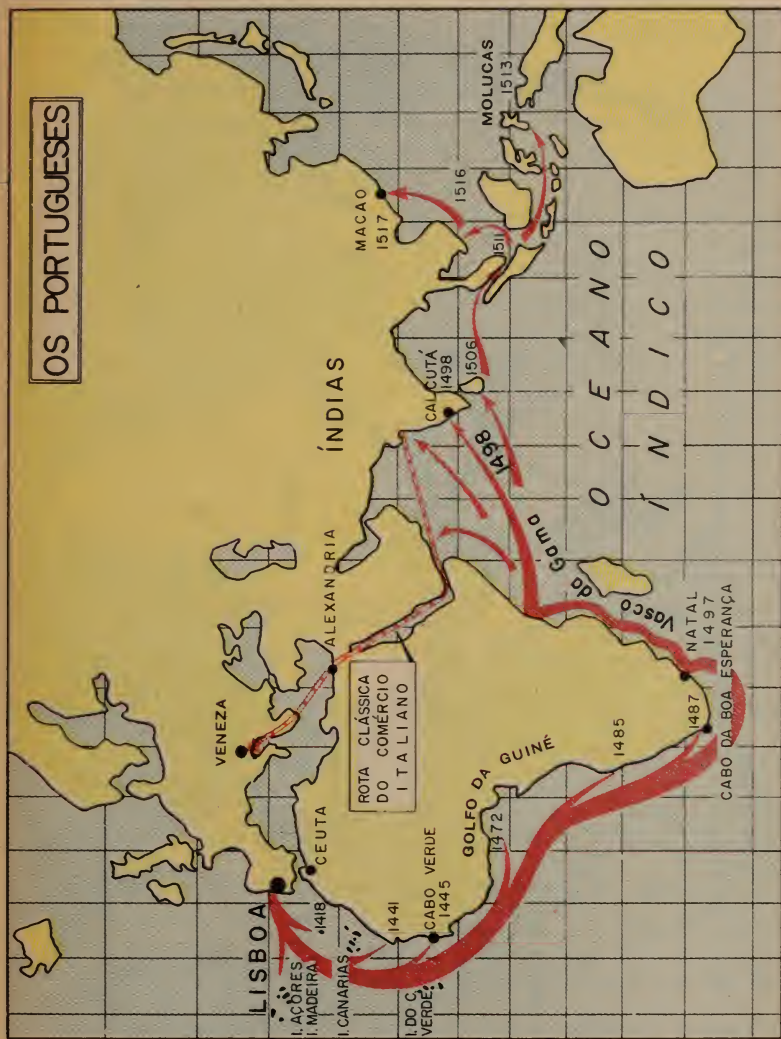 OS PORTUGUESES
VENEZA
ALEXANDRIA
ÍNDIAS
MACAO
1517
MOLUCAS
1513
1516
1511
CALCUTÁ
1498
1506
1498
Vasco da Gama
OCEANO
ÍNDICO
ROTA CLÁSSICA
DO COMÉRCIO
ITALIANO
LISBOA
CEUTA
I. AÇORES
I. MADEIRA
1418
I. CANARIAS
1441
CABO VERDE
1445
I. DO C.
VERDE
GOLFO DA GUINÉ
1472
1485
1487
NATAL
1497
CABO DA BOA ESPERANÇA